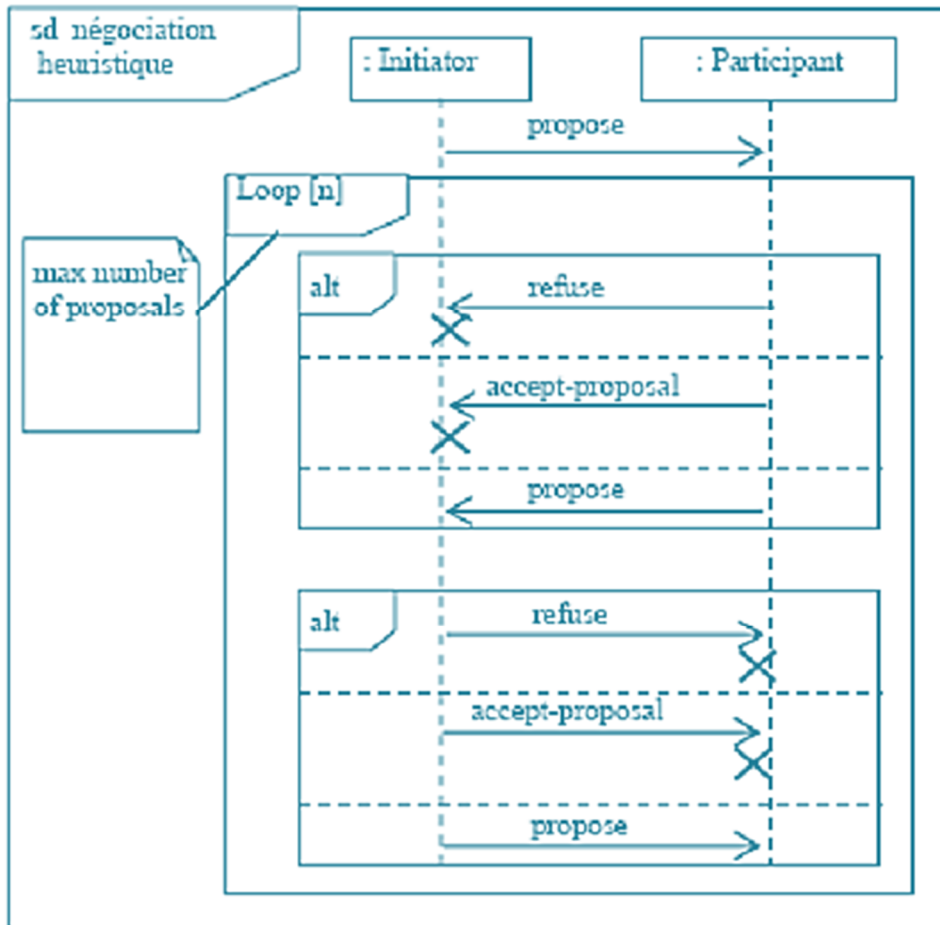 sd négociation
heuristique
: Initiator
: Participant
propose
Loop [n]
max number
of proposals
alt
refuse
accept-proposal
propose
alt
refuse
accept-proposal
propose